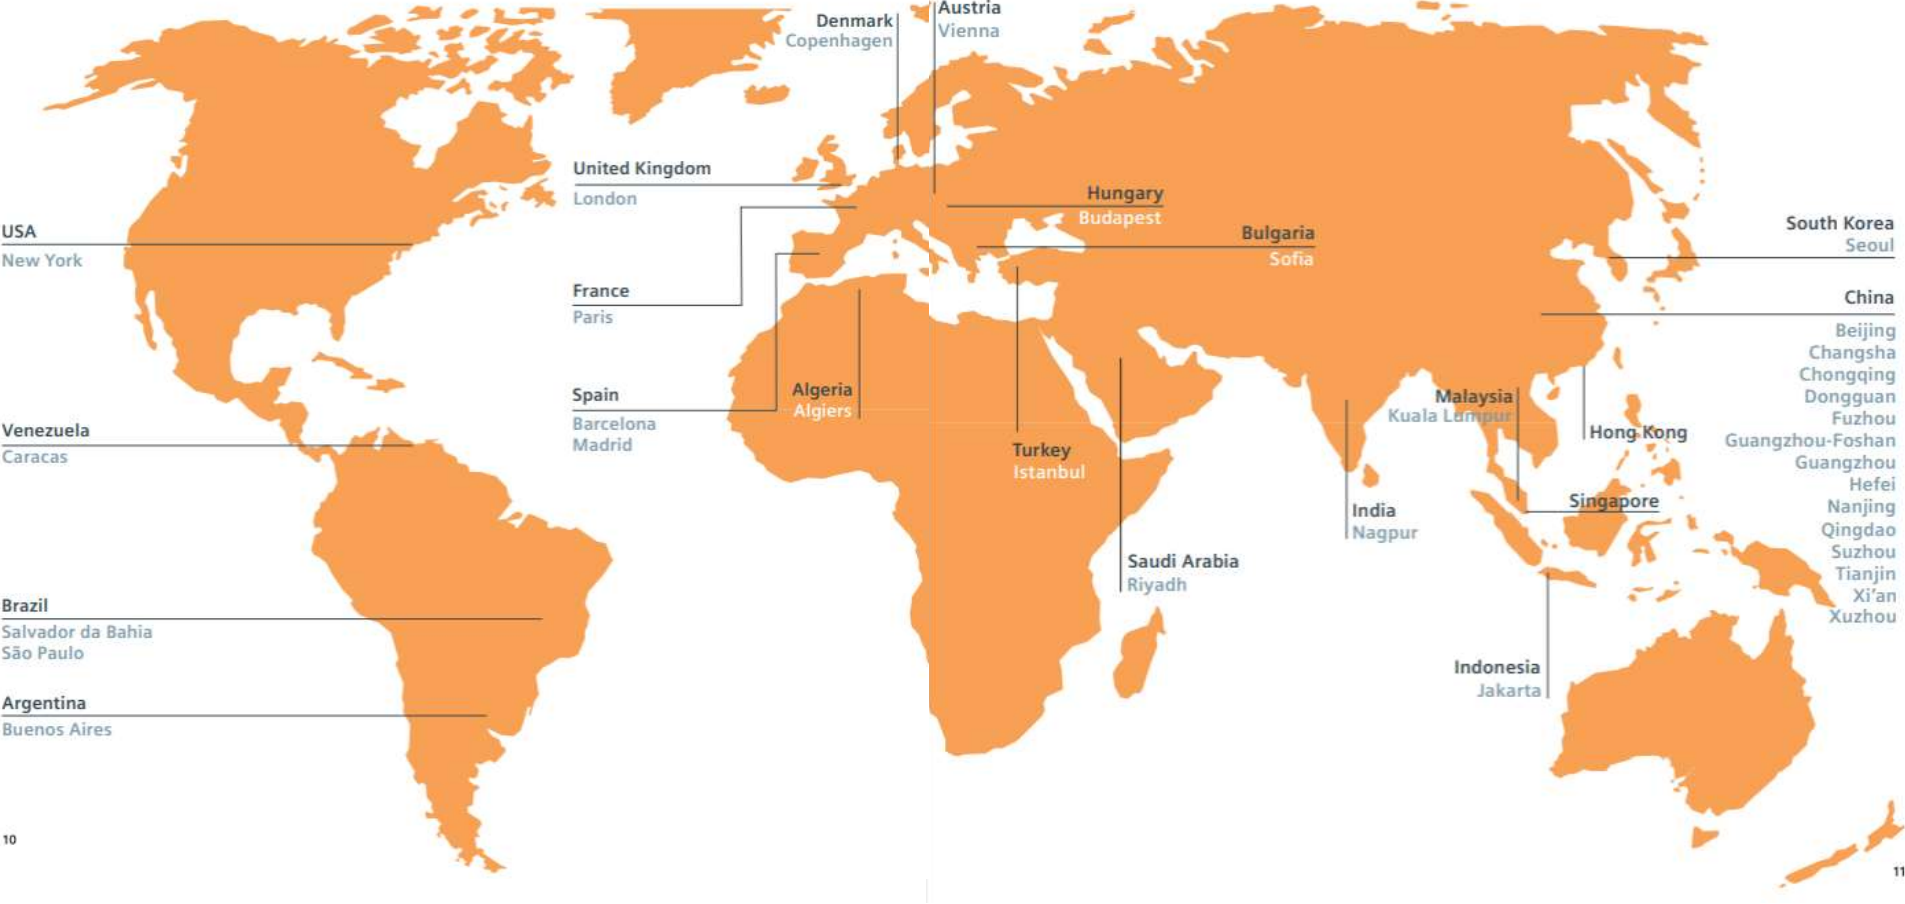 Denmark
Copenhagen
Austria
Vienna
United Kingdom
London
Hungary
Budapest
Bulgaria
Sofia
USA
New York
South Korea
Seoul
France
Paris
China
Beijing
Changsha
Chongqing
Dongguan
Fuzhou
Guangzhou-Foshan
Guangzhou
Hefei
Nanjing
Qingdao
Suzhou
Tianjin
Xi'an
Xuzhou
Spain
Barcelona
Madrid
Algeria
Algiers
Malaysia
Kuala Lumpur
Hong Kong
Venezuela
Caracas
Turkey
Istanbul
Singapore
India
Nagpur
Saudi Arabia
Riyadh
Brazil
Salvador da Bahia
São Paulo
Indonesia
Jakarta
Argentina
Buenos Aires
10
11